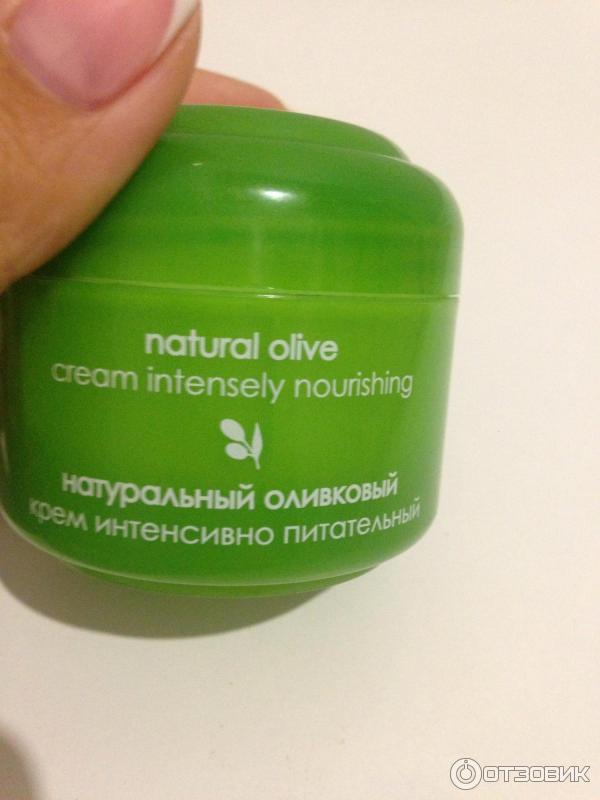 natural olive
cream intensely nourishing
натуральный оливковый
крем интенсивно питательный
ОТЗОВИК